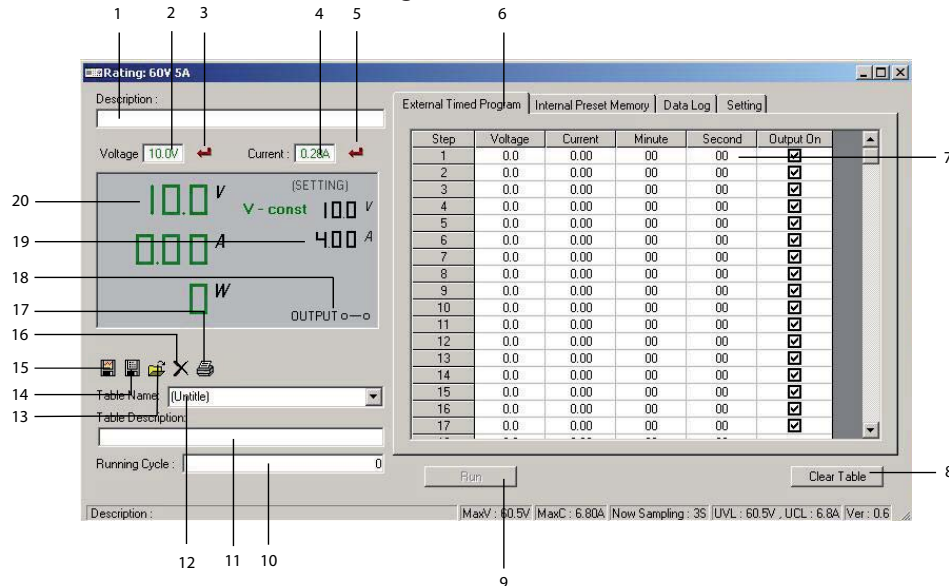 1 2 3 4 5 6
Rating: 60V 5A
Description :
Voltage 10.0V Current : 0.28A
10.0 V
(SETTING)
V - const 10.0 V
0.00 A 4.00 A
0 W
OUTPUT
20
19
18
17
16
15
14
13
Table Name: (Untitle)
Table Description:
Running Cycle : 0
External Timed Program Internal Preset Memory Data Log Setting
Step Voltage Current Minute Second Output On
1 0.0 0.00 00 00
2 0.0 0.00 00 00
3 0.0 0.00 00 00
4 0.0 0.00 00 00
5 0.0 0.00 00 00
6 0.0 0.00 00 00
7 0.0 0.00 00 00
8 0.0 0.00 00 00
9 0.0 0.00 00 00
10 0.0 0.00 00 00
11 0.0 0.00 00 00
12 0.0 0.00 00 00
13 0.0 0.00 00 00
14 0.0 0.00 00 00
15 0.0 0.00 00 00
16 0.0 0.00 00 00
17 0.0 0.00 00 00
7
Run Clear Table
8
Description : MaxV : 60.5V MaxC : 6.80A Now Sampling : 3S UVL : 60.5V , UCL : 6.8A Ver : 0.6
12 11 10 9